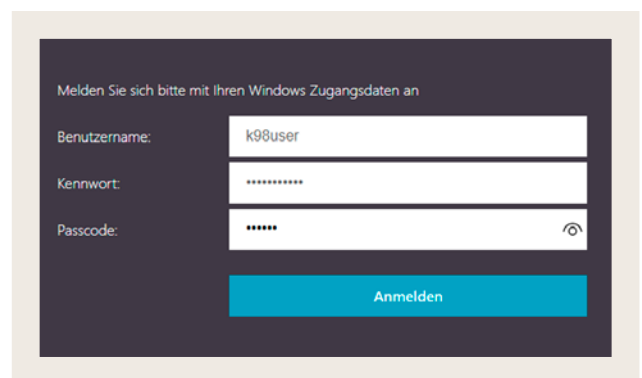 Melden Sie sich bitte mit Ihren Windows Zugangsdaten an
Benutzername: k98user
Kennwort: •••••••••••
Passcode: ••••••
Anmelden